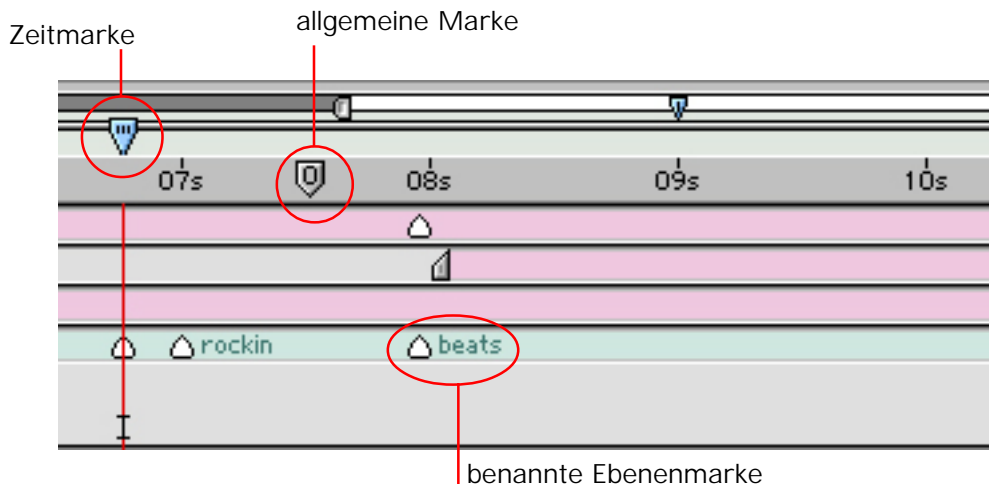 allgemeine Marke
Zeitmarke
07s 0 08s 09s 10s
rockin beats
benannte Ebenenmarke